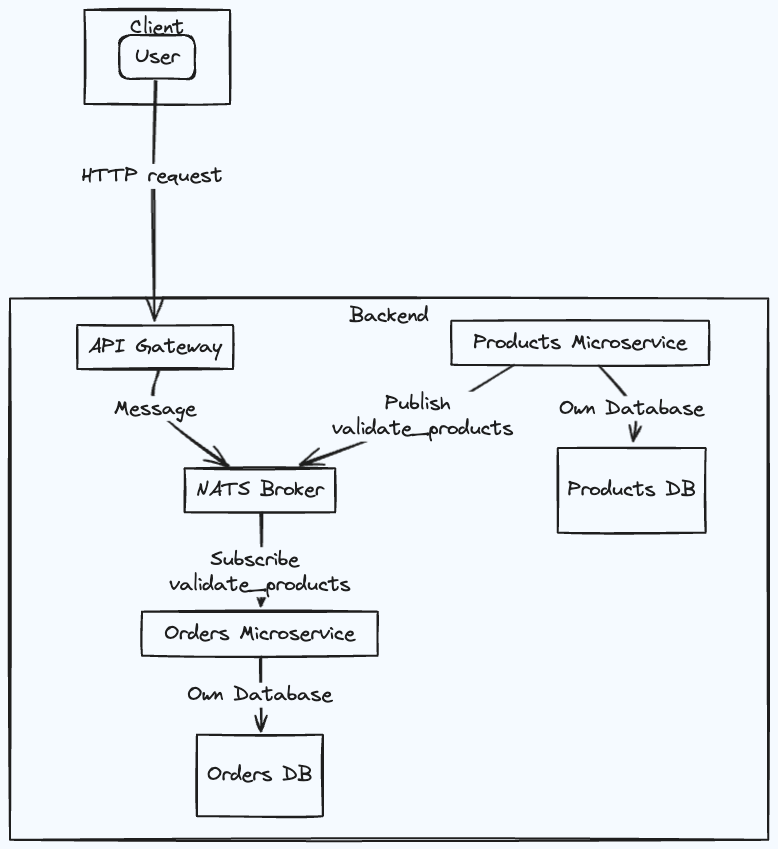 Client
User
HTTP request
Backend
API Gateway
Products Microservice
Message
Publish
validate_products
Own Database
NATS Broker
Products DB
Subscribe
validate_products
Orders Microservice
Own Database
Orders DB